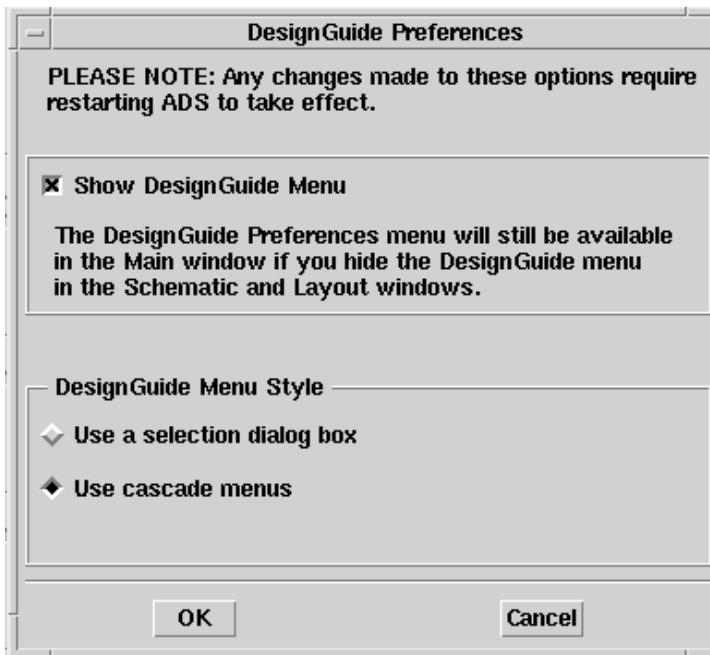 DesignGuide Preferences
PLEASE NOTE: Any changes made to these options require
restarting ADS to take effect.
Show DesignGuide Menu
The DesignGuide Preferences menu will still be available
in the Main window if you hide the DesignGuide menu
in the Schematic and Layout windows.
DesignGuide Menu Style
Use a selection dialog box
Use cascade menus
OK
Cancel